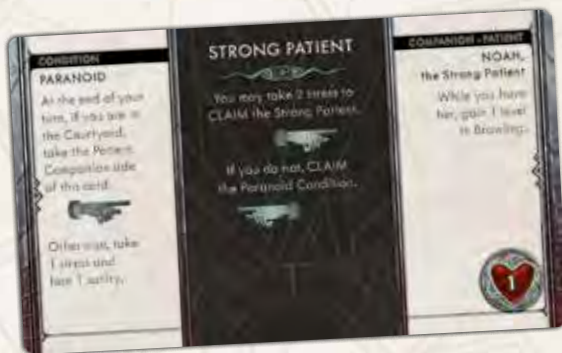 CONDITION
PARANOID
At the end of your
turn, if you are in
the Courtyard,
take the Patient
Companion side
of this card.
Otherwise, take
1 stress and
lose 1 sanity.
STRONG PATIENT
You may take 2 stress to
CLAIM the Strong Patient.
If you do not, CLAIM
the Paranoid Condition.
COMPANION - PATIENT
NOAH,
the Strong Patient
While you have
her, gain 1 level
in Brawling.
1